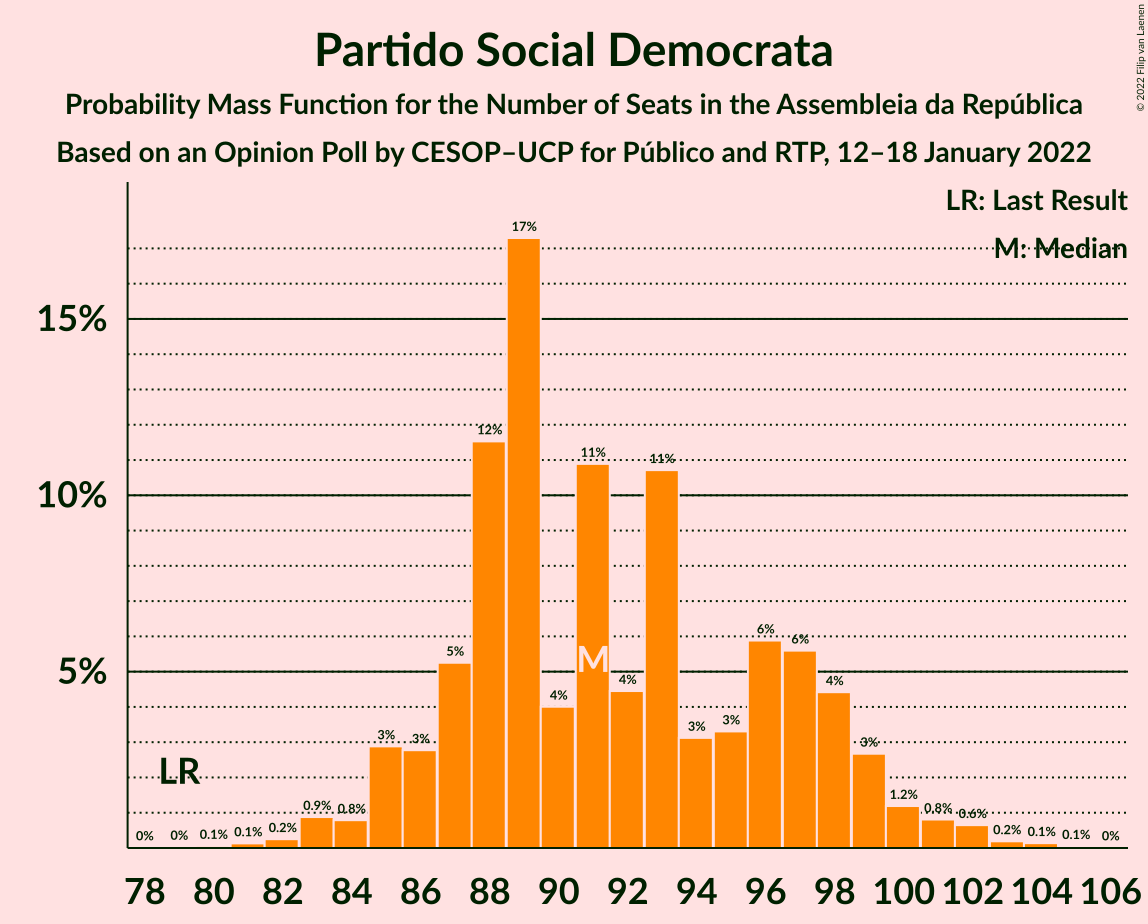 Partido Social Democrata
Probability Mass Function for the Number of Seats in the Assembleia da República
Based on an Opinion Poll by CESOP–UCP for Público and RTP, 12–18 January 2022
© 2022 Filip van Laenen
LR: Last Result
M: Median
15%
10%
5%
0% 0% 0.1% 0.1% 0.2% 0.9% 0.8% 3% 3% 5% 12% 17% 4% 11% 4% 11% 3% 3% 6% 6% 4% 3% 1.2% 0.8% 0.6% 0.2% 0.1% 0.1% 0%
LR
M
78 80 82 84 86 88 90 92 94 96 98 100 102 104 106